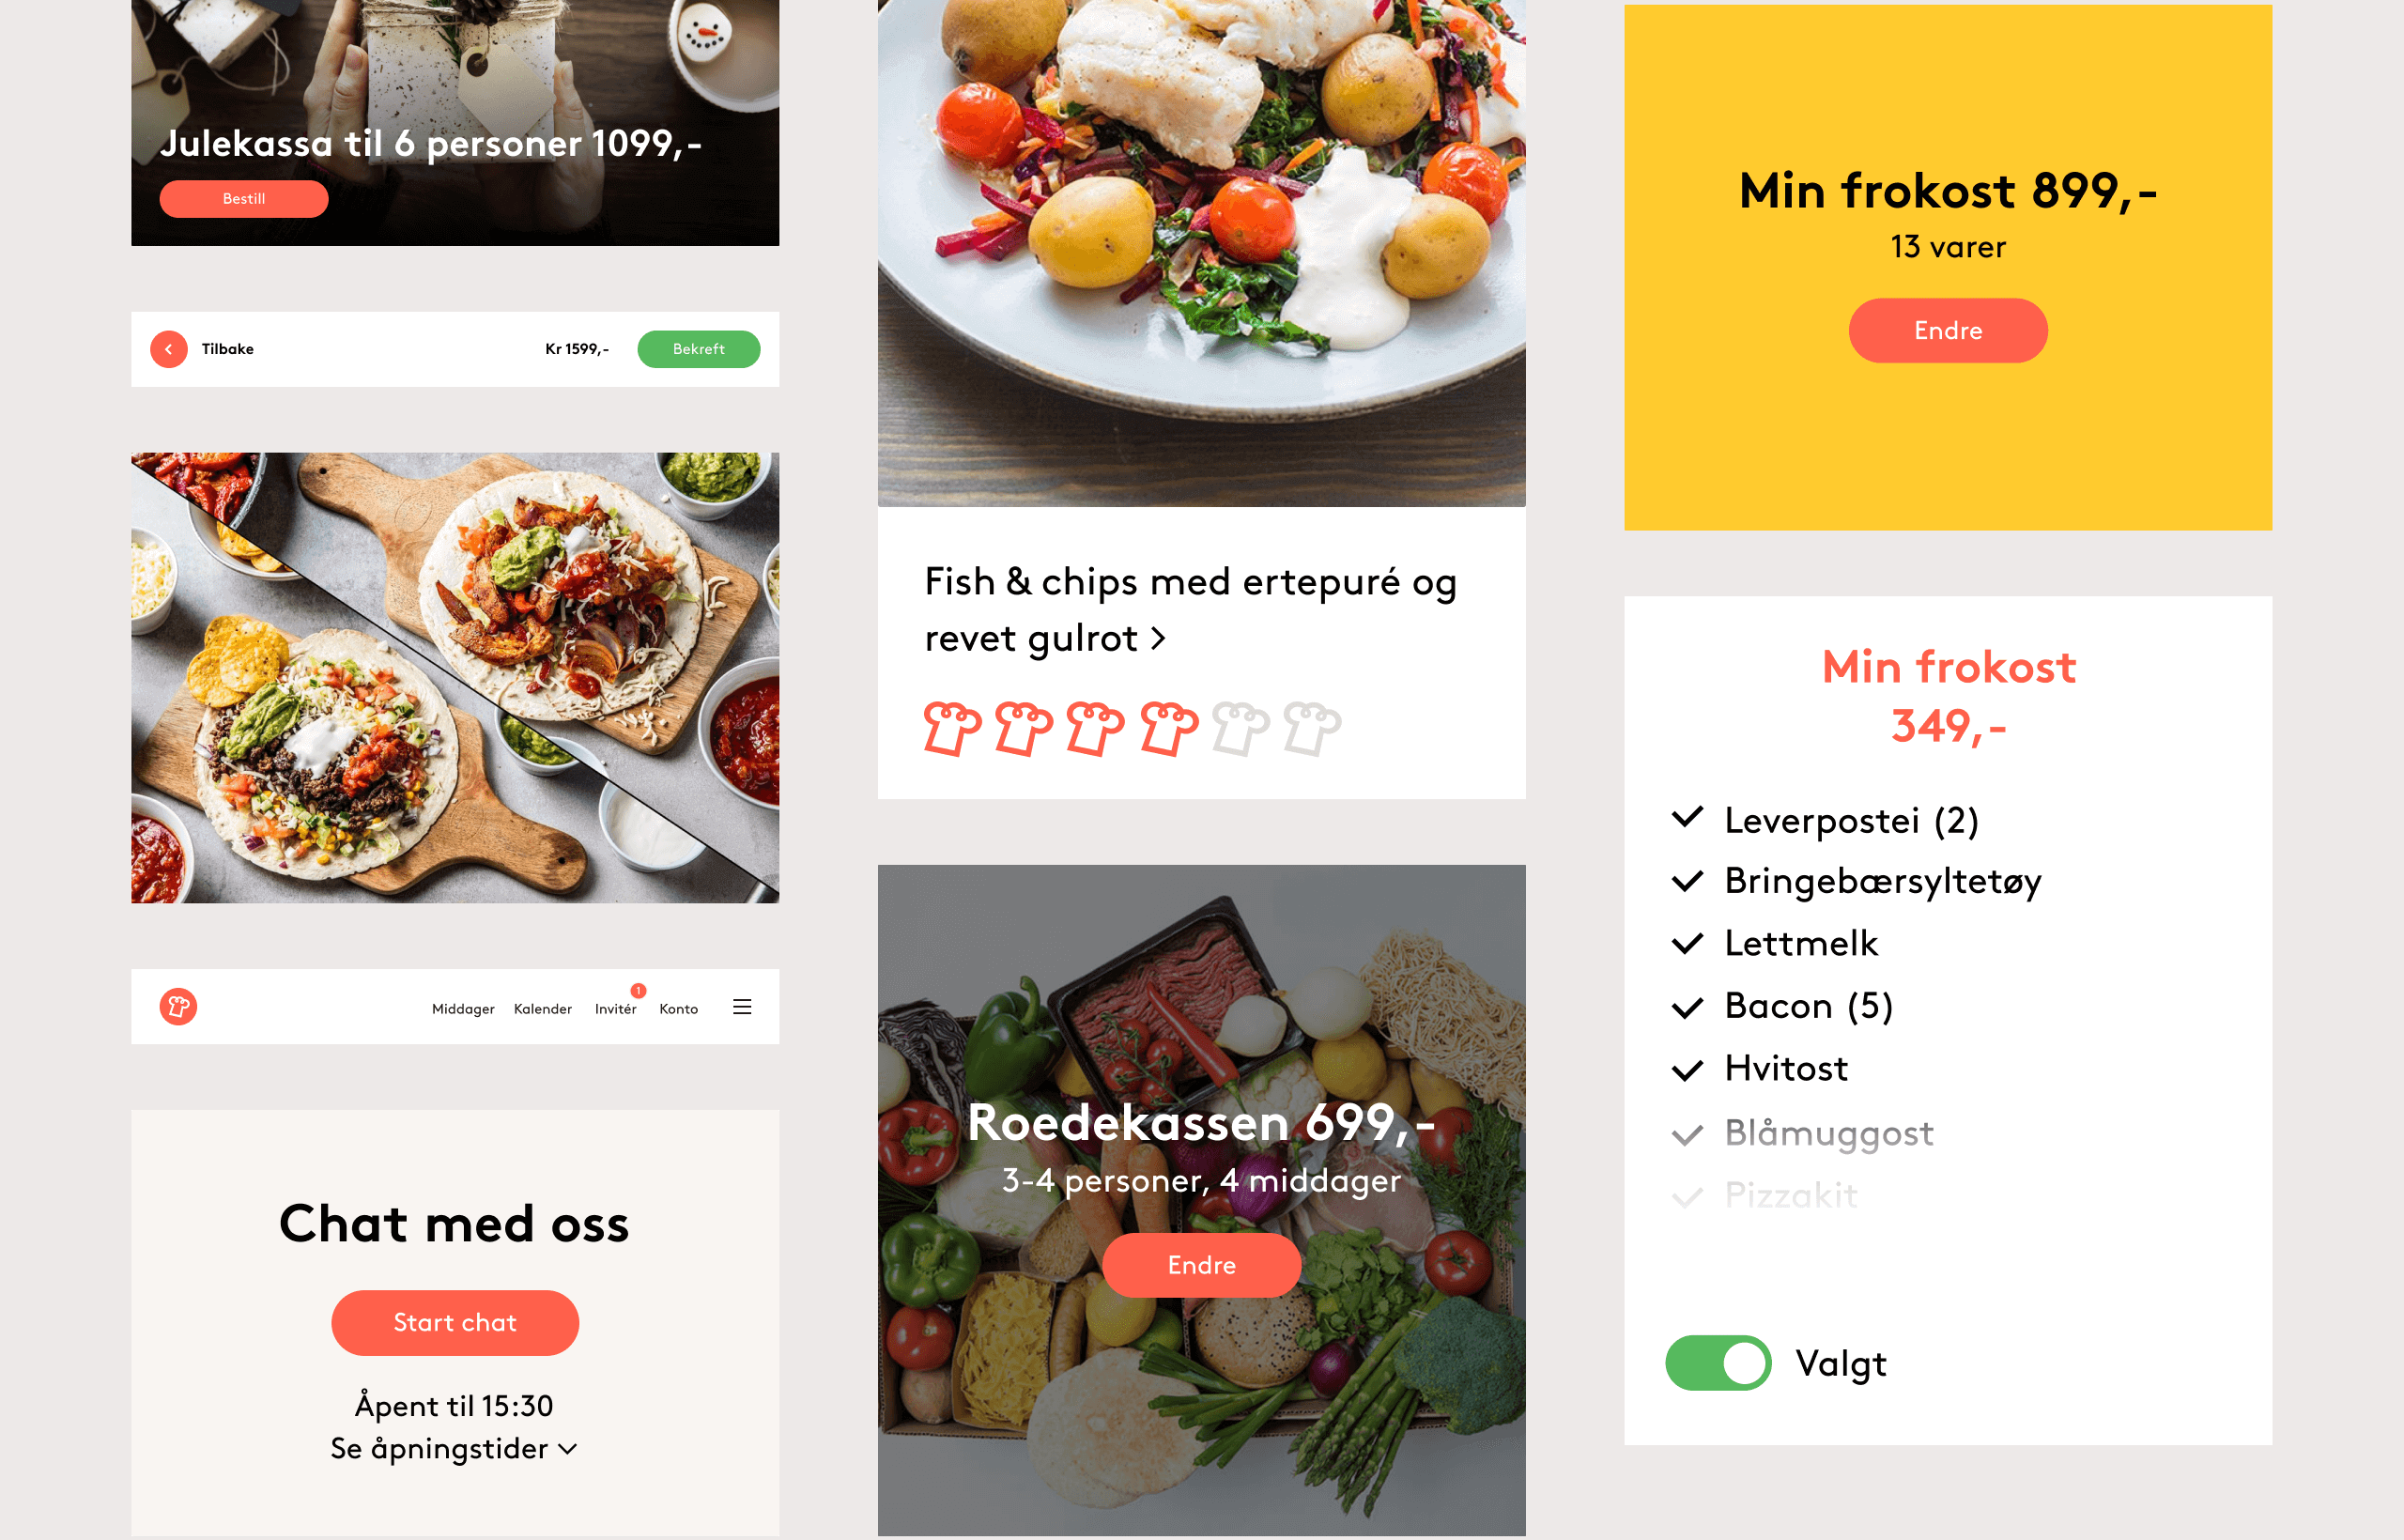 Julekassa til 6 personer 1099,-
Bestill
Tilbake
Kr 1599,-
Bekreft
Middager
Kalender
Invitér
1
Konto
Chat med oss
Start chat
Åpent til 15:30
Se åpningstider
Fish & chips med ertepuré og
revet gulrot
Roedekassen 699,-
3-4 personer, 4 middager
Endre
Min frokost 899,-
13 varer
Endre
Min frokost
349,-
Leverpostei (2)
Bringebærsyltetøy
Lettmelk
Bacon (5)
Hvitost
Blåmuggost
Pizzakit
Valgt